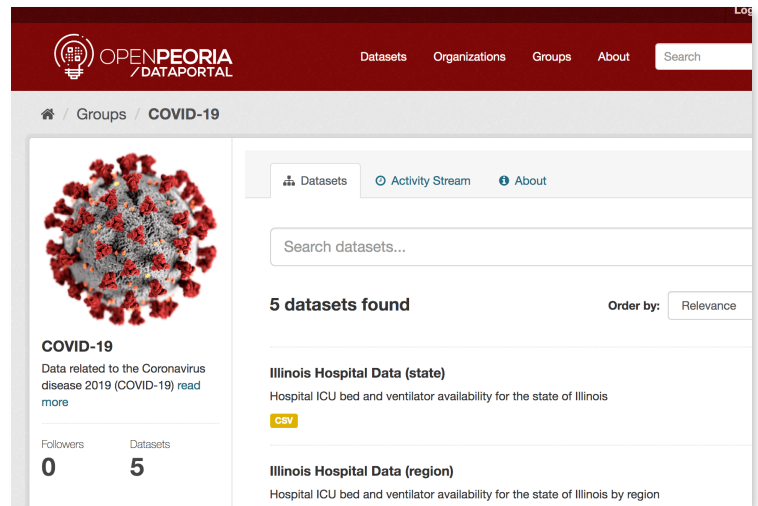 Log
OPENPEORIA
/DATAPORTAL
Datasets Organizations Groups About Search
/ Groups / COVID-19
Datasets Activity Stream About
Search datasets...
5 datasets found
Order by: Relevance
COVID-19
Data related to the Coronavirus
disease 2019 (COVID-19) read
more
Followers Datasets
0 5
Illinois Hospital Data (state)
Hospital ICU bed and ventilator availability for the state of Illinois
CSV
Illinois Hospital Data (region)
Hospital ICU bed and ventilator availability for the state of Illinois by region